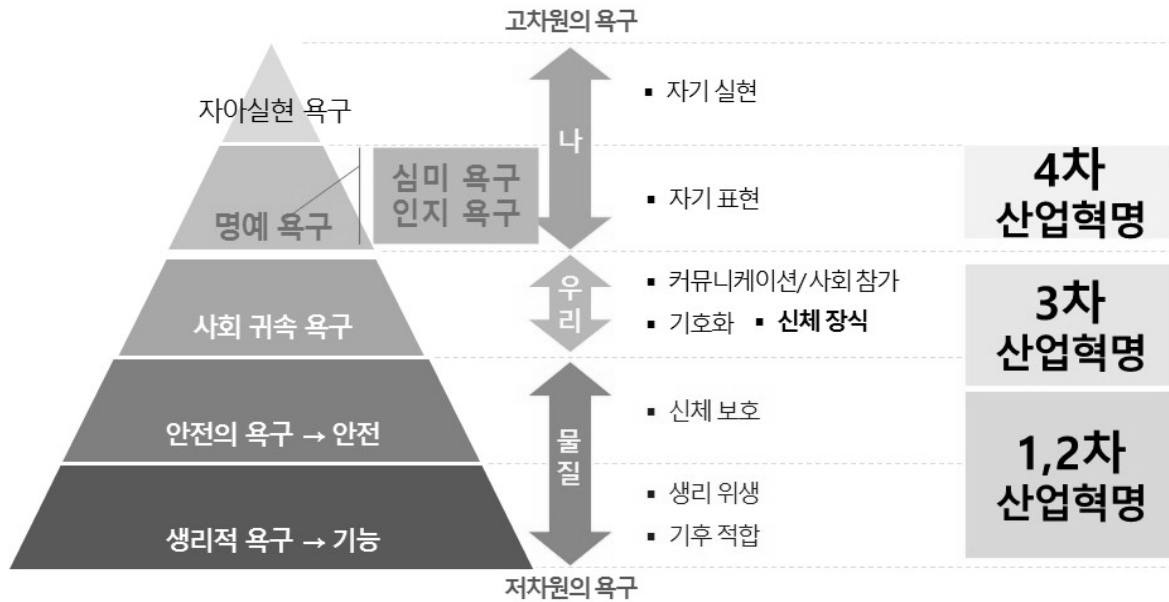 고차원의 욕구
자아실현 욕구
나
▪ 자기 실현
명예 욕구
심미 욕구
인지 욕구
▪ 자기 표현
4차
산업혁명
사회 귀속 욕구
우리
▪ 커뮤니케이션/사회 참가
▪ 기호화 ▪ 신체 장식
3차
산업혁명
안전의 욕구 → 안전
물질
▪ 신체 보호
1,2차
산업혁명
생리적 욕구 → 기능
▪ 생리 위생
▪ 기후 적합
저차원의 욕구